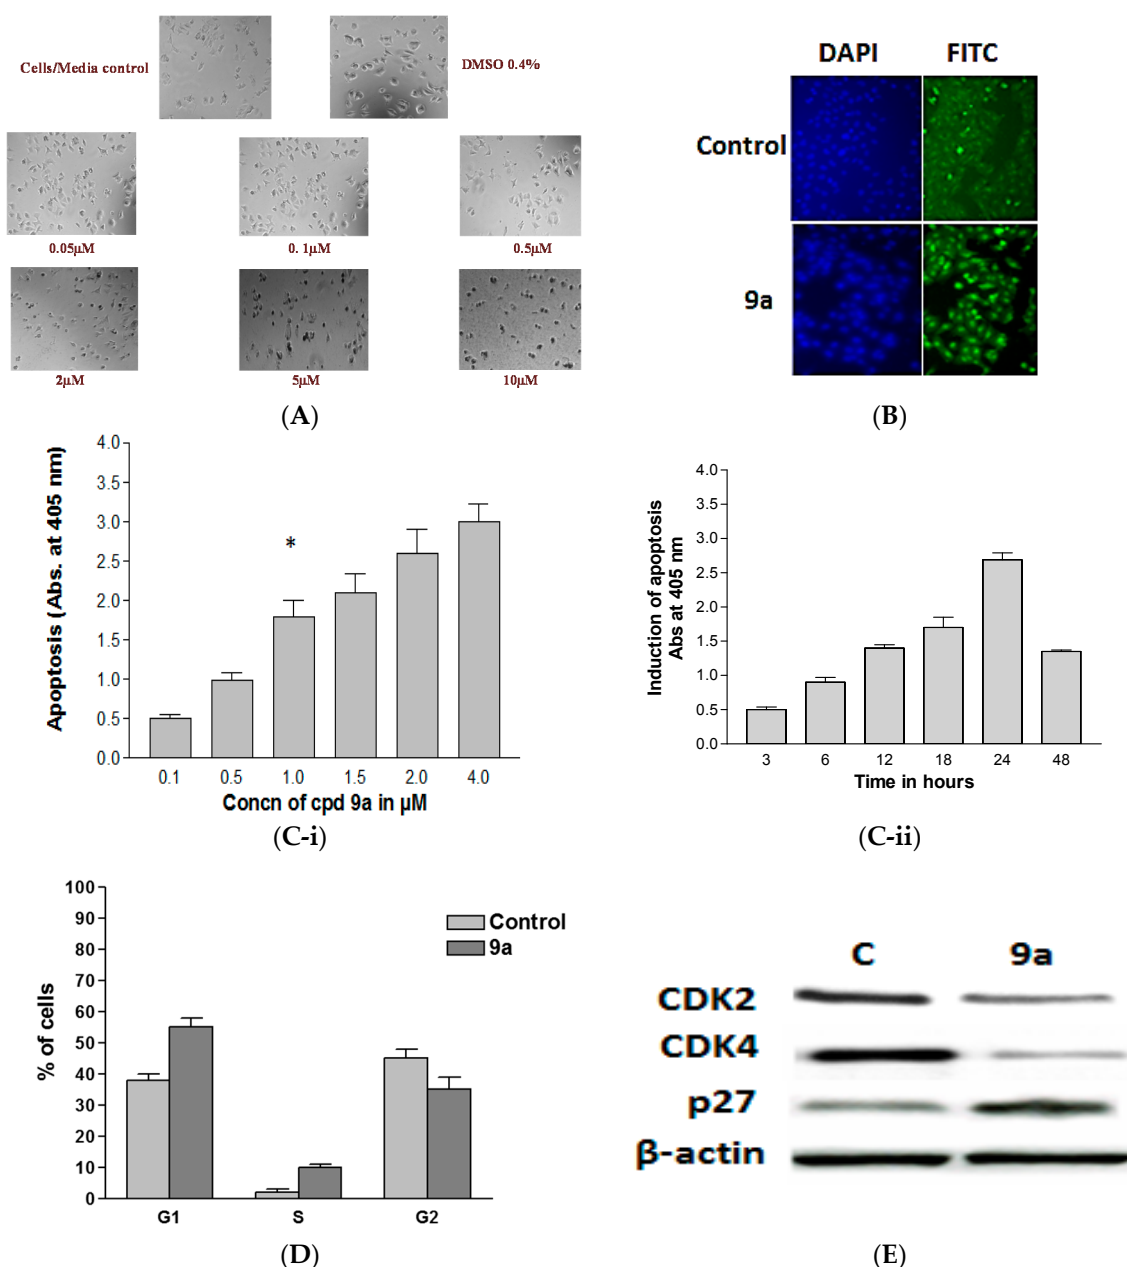 Cells/Media control
DMSO 0.4%
0.05µM
0. 1µM
0.5µM
2µM
5µM
10µM
(A)
DAPI FITC
Control
9a
(B)
Apoptosis (Abs. at 405 nm)
4.0
3.5
3.0
2.5
2.0
1.5
1.0
0.5
0.0
*
0.1 0.5 1.0 1.5 2.0 4.0
Concn of cpd 9a in µM
(C-i)
Induction of apoptosis
Abs at 405 nm
4.0
3.5
3.0
2.5
2.0
1.5
1.0
0.5
0.0
3 6 12 18 24 48
Time in hours
(C-ii)
% of cells
100
90
80
70
60
50
40
30
20
10
0
Control
9a
G1 S G2
(D)
C 9a
CDK2
CDK4
p27
β-actin
(E)